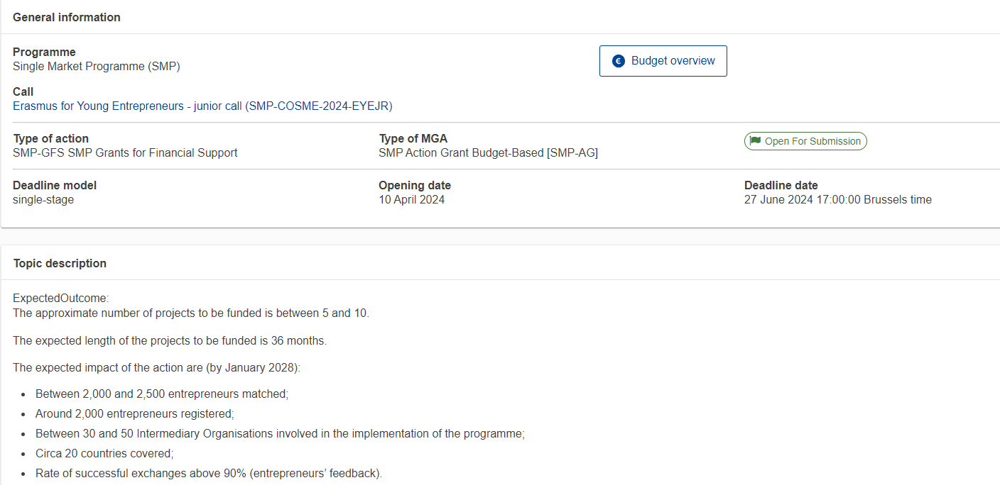 General information
Programme
Single Market Programme (SMP)
€ Budget overview
Call
Erasmus for Young Entrepreneurs - junior call (SMP-COSME-2024-EYEJR)
Type of action
SMP-GFS SMP Grants for Financial Support
Type of MGA
SMP Action Grant Budget-Based [SMP-AG]
Open For Submission
Deadline model
single-stage
Opening date
10 April 2024
Deadline date
27 June 2024 17:00:00 Brussels time
Topic description
ExpectedOutcome:
The approximate number of projects to be funded is between 5 and 10.
The expected length of the projects to be funded is 36 months.
The expected impact of the action are (by January 2028):
• Between 2,000 and 2,500 entrepreneurs matched;
• Around 2,000 entrepreneurs registered;
• Between 30 and 50 Intermediary Organisations involved in the implementation of the programme;
• Circa 20 countries covered;
• Rate of successful exchanges above 90% (entrepreneurs’ feedback).